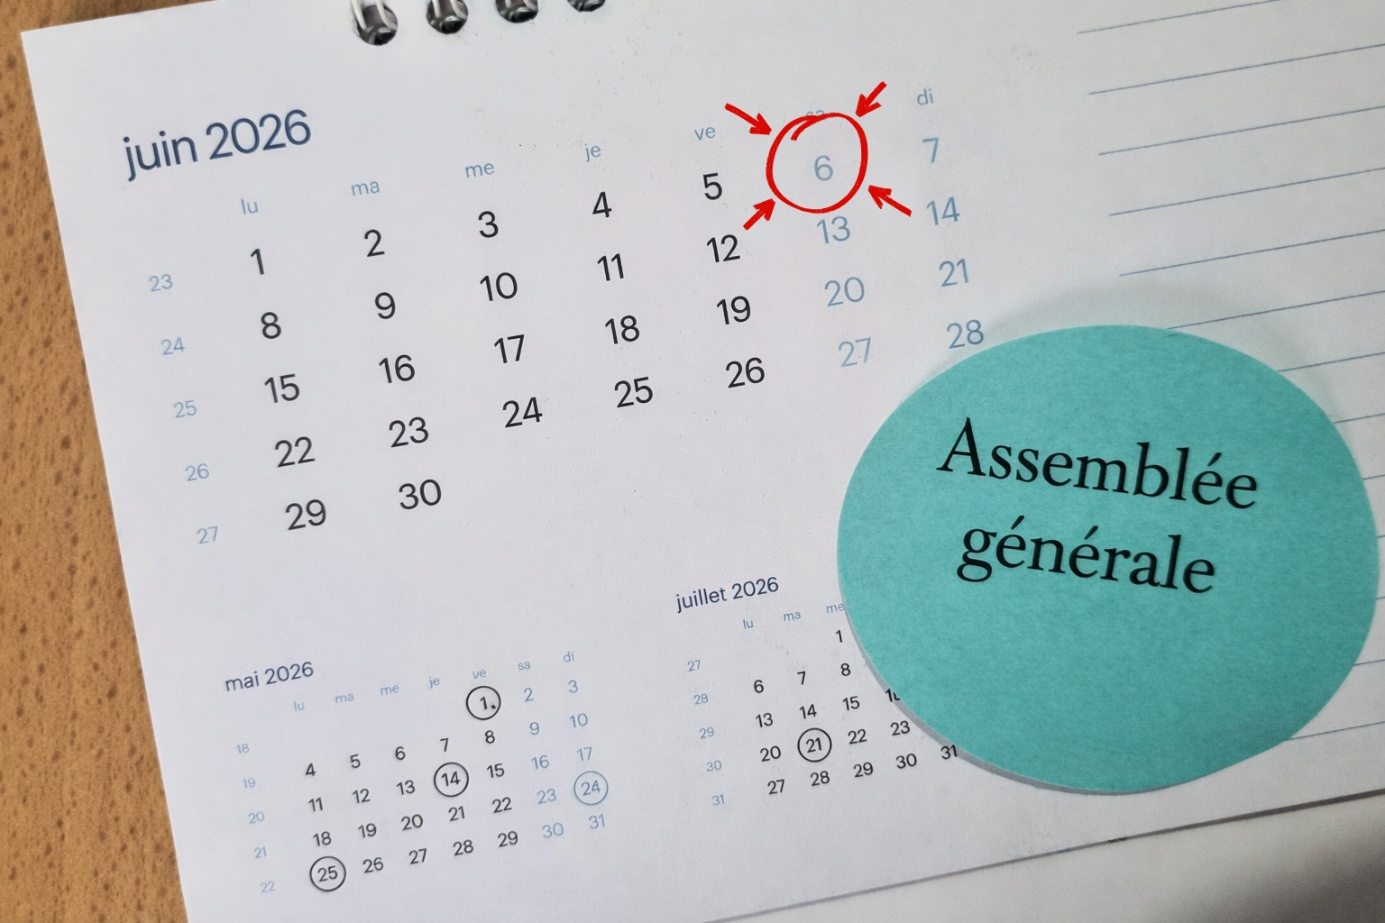 juin 2026
lu ma me je ve sa di
23 1 2 3 4 5 6 7
24 8 9 10 11 12 13 14
25 15 16 17 18 19 20 21
26 22 23 24 25 26 27 28
27 29 30
Assemblée
générale
mai 2026
lu ma me je ve sa di
18 1 2 3
19 4 5 6 7 8 9 10
20 11 12 13 14 15 16 17
21 18 19 20 21 22 23 24
22 25 26 27 28 29 30 31
juillet 2026
lu ma me
27 1
28 6 7 8
29 13 14 15
30 20 21 22 23
31 27 28 29 30 31